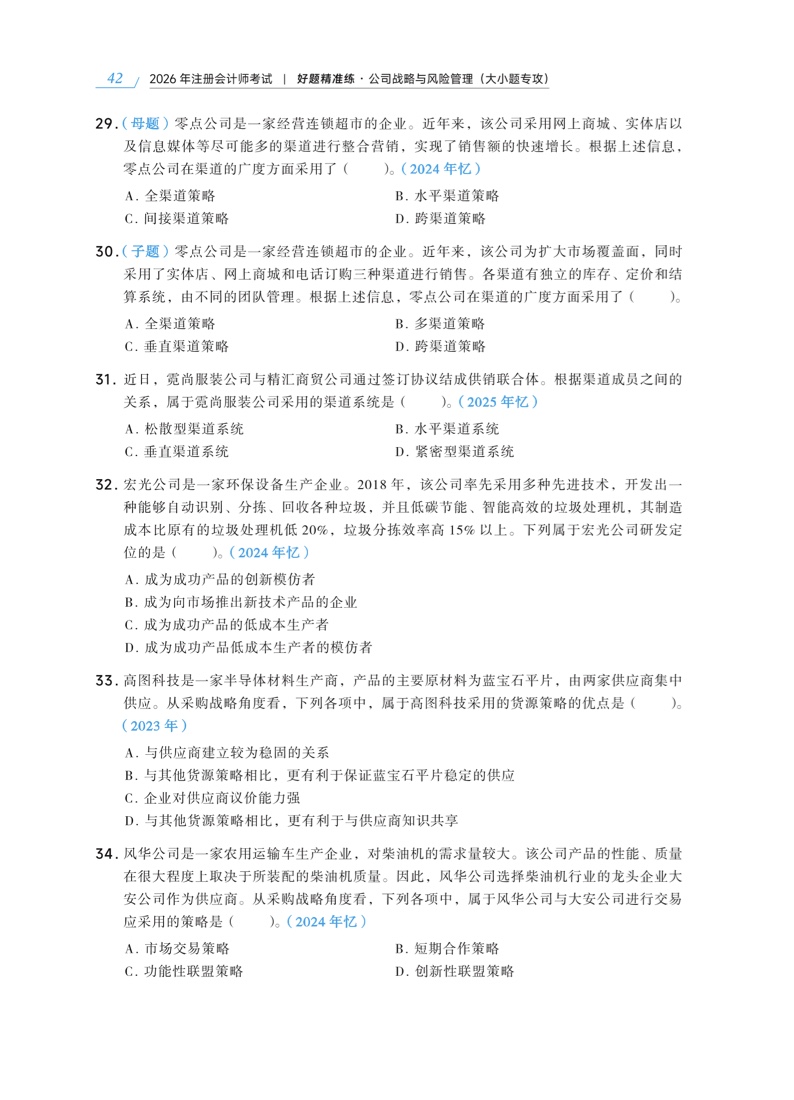 42 2026 年注册会计师考试 | 好题精准练 · 公司战略与风险管理（大小题专攻）
29.（母题）零点公司是一家经营连锁超市的企业。近年来，该公司采用网上商城、实体店以
及信息媒体等尽可能多的渠道进行整合营销，实现了销售额的快速增长。根据上述信息，
零点公司在渠道的广度方面采用了（　　）。（2024 年忆）
A. 全渠道策略 B. 水平渠道策略
C. 间接渠道策略 D. 跨渠道策略
30.（子题）零点公司是一家经营连锁超市的企业。近年来，该公司为扩大市场覆盖面，同时
采用了实体店、网上商城和电话订购三种渠道进行销售。各渠道有独立的库存、定价和结
算系统，由不同的团队管理。根据上述信息，零点公司在渠道的广度方面采用了（　　）。
A. 全渠道策略 B. 多渠道策略
C. 垂直渠道策略 D. 跨渠道策略
31. 近日，霓尚服装公司与精汇商贸公司通过签订协议结成供销联合体。根据渠道成员之间的
关系，属于霓尚服装公司采用的渠道系统是（　　）。（2025 年忆）
A. 松散型渠道系统 B. 水平渠道系统
C. 垂直渠道系统 D. 紧密型渠道系统
32. 宏光公司是一家环保设备生产企业。2018 年，该公司率先采用多种先进技术，开发出一
种能够自动识别、分拣、回收各种垃圾，并且低碳节能、智能高效的垃圾处理机，其制造
成本比原有的垃圾处理机低 20%，垃圾分拣效率高 15% 以上。下列属于宏光公司研发定
位的是（　　）。（2024 年忆）
A. 成为成功产品的创新模仿者
B. 成为向市场推出新技术产品的企业
C. 成为成功产品的低成本生产者
D. 成为成功产品低成本生产者的模仿者
33. 高图科技是一家半导体材料生产商，产品的主要原材料为蓝宝石平片，由两家供应商集中
供应。从采购战略角度看，下列各项中，属于高图科技采用的货源策略的优点是（　　）。
（2023 年）
A. 与供应商建立较为稳固的关系
B. 与其他货源策略相比，更有利于保证蓝宝石平片稳定的供应
C. 企业对供应商议价能力强
D. 与其他货源策略相比，更有利于与供应商知识共享
34. 风华公司是一家农用运输车生产企业，对柴油机的需求量较大。该公司产品的性能、质量
在很大程度上取决于所装配的柴油机质量。因此，风华公司选择柴油机行业的龙头企业大
安公司作为供应商。从采购战略角度看，下列各项中，属于风华公司与大安公司进行交易
应采用的策略是（　　）。（2024 年忆）
A. 市场交易策略 B. 短期合作策略
C. 功能性联盟策略 D. 创新性联盟策略